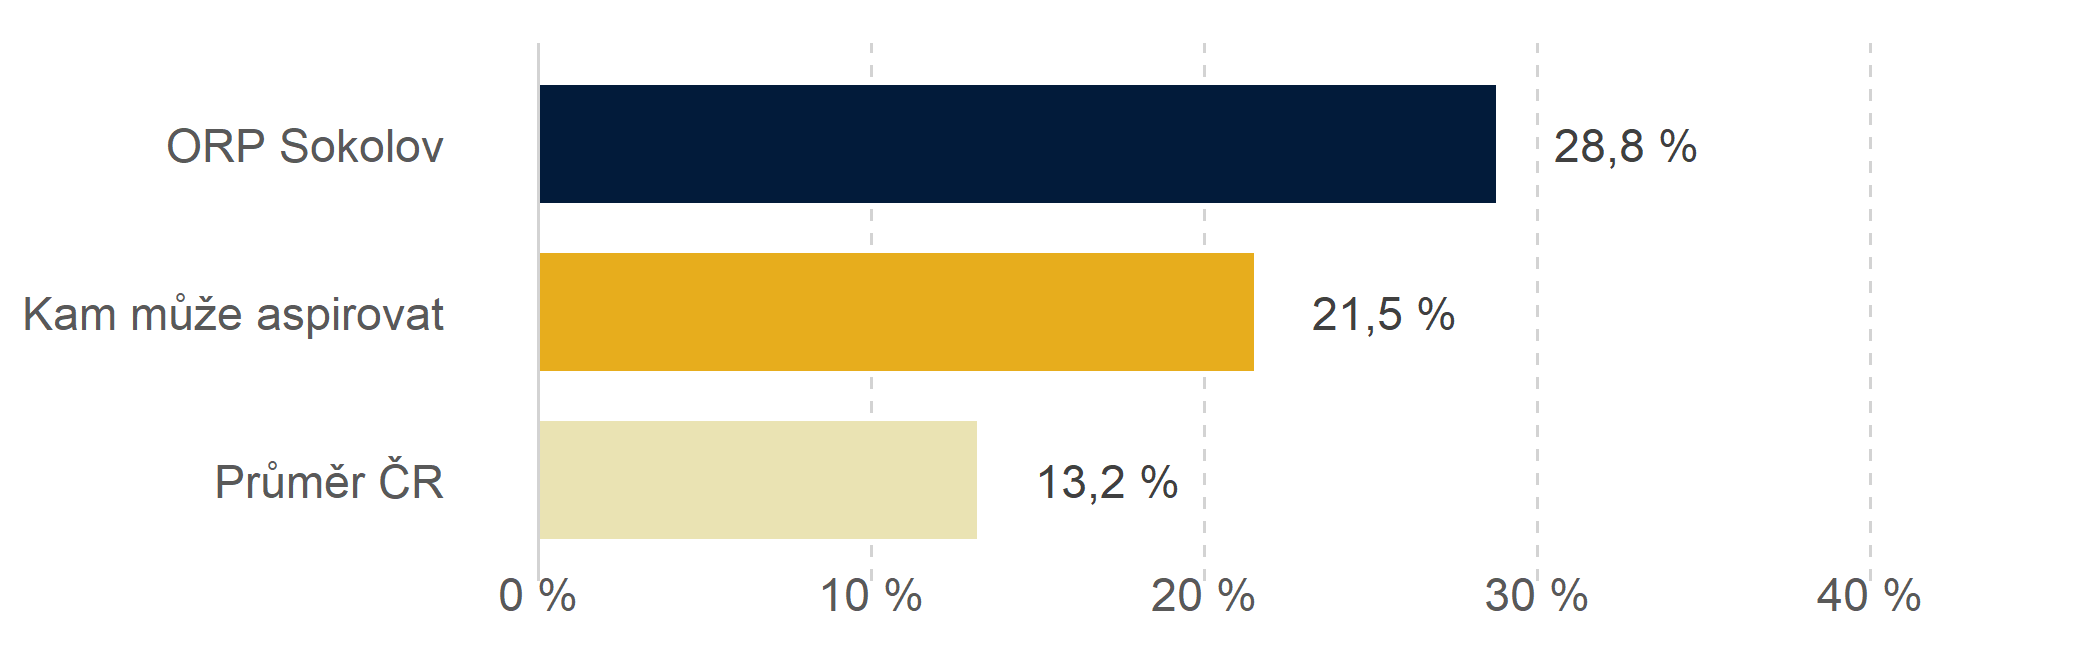 ORP Sokolov
28,8 %
Kam může aspirovat
21,5 %
Průměr ČR
13,2 %
0 %
10 %
20 %
30 %
40 %